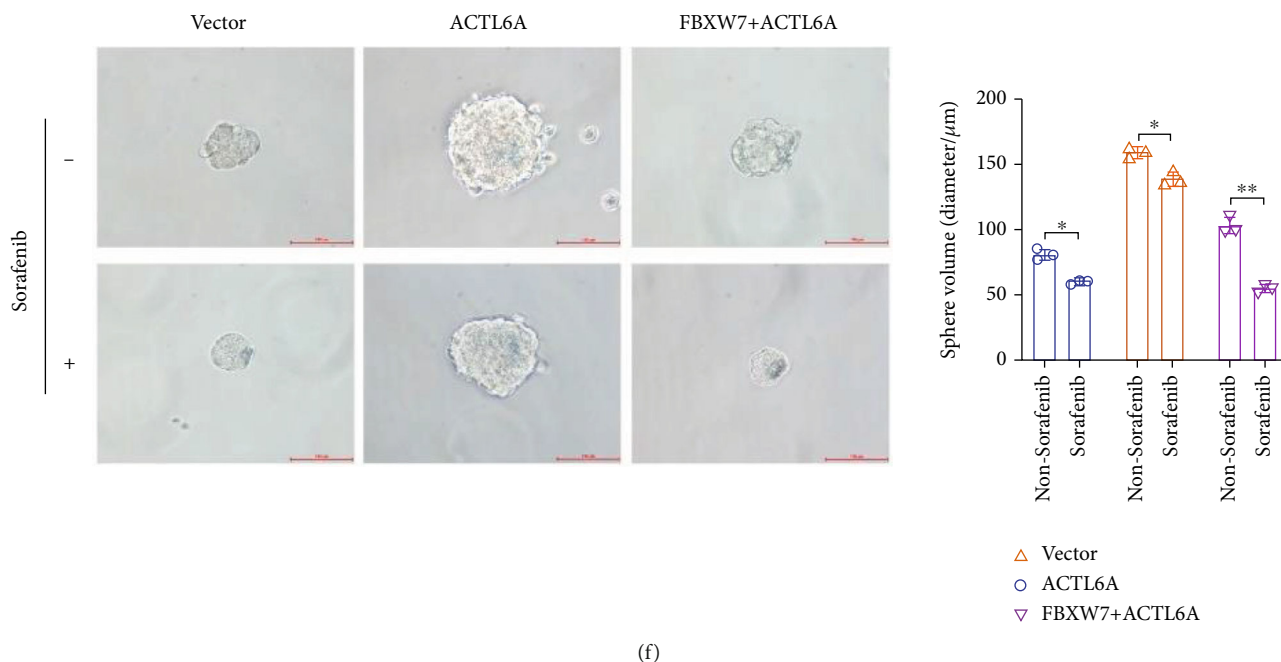 Vector
ACTL6A
FBXW7+ACTL6A
Sorafenib
−
+
Sphere volume (diameter/μm)
200
150
100
50
0
*
*
**
Non-Sorafenib
Sorafenib
Non-Sorafenib
Sorafenib
Non-Sorafenib
Sorafenib
Vector
ACTL6A
FBXW7+ACTL6A
(f)